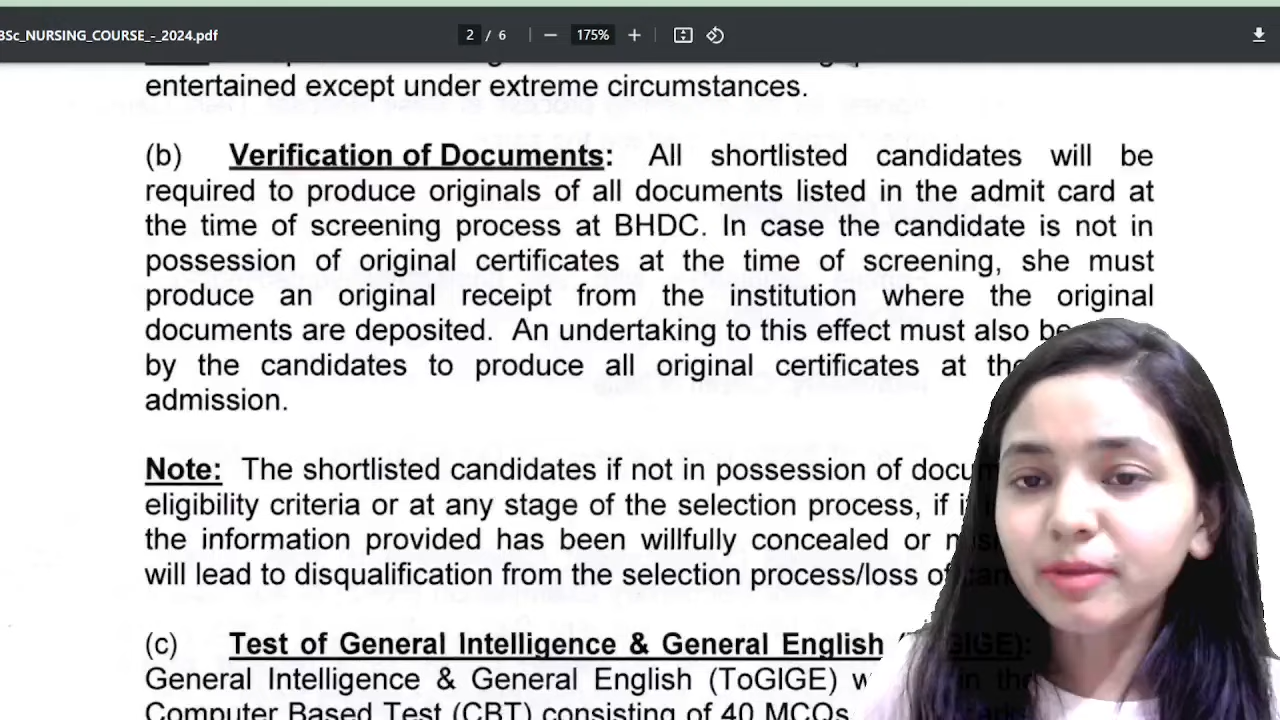 BSc_NURSING_COURSE_-_2024.pdf 2 / 6 175%
entertained except under extreme circumstances.
(b) Verification of Documents: All shortlisted candidates will be
required to produce originals of all documents listed in the admit card at
the time of screening process at BHDC. In case the candidate is not in
possession of original certificates at the time of screening, she must
produce an original receipt from the institution where the original
documents are deposited. An undertaking to this effect must also be
by the candidates to produce all original certificates at the
admission.
Note: The shortlisted candidates if not in possession of
eligibility criteria or at any stage of the selection process, if
the information provided has been willfully concealed or
will lead to disqualification from the selection process/loss of
(c) Test of General Intelligence & General English (ToGIGE):
General Intelligence & General English (ToGIGE)
Computer Based Test (CBT) consisting of 40 MCQs